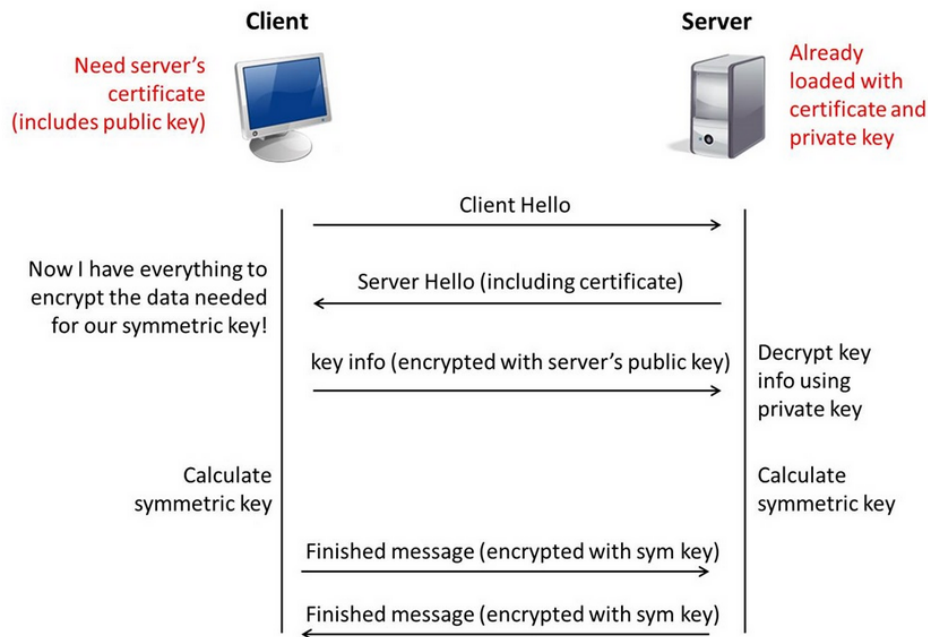 Client
Server
Need server's
certificate
(includes public key)
Already
loaded with
certificate and
private key
Client Hello
Now I have everything to
encrypt the data needed
for our symmetric key!
Server Hello (including certificate)
key info (encrypted with server's public key)
Decrypt key
info using
private key
Calculate
symmetric key
Calculate
symmetric key
Finished message (encrypted with sym key)
Finished message (encrypted with sym key)